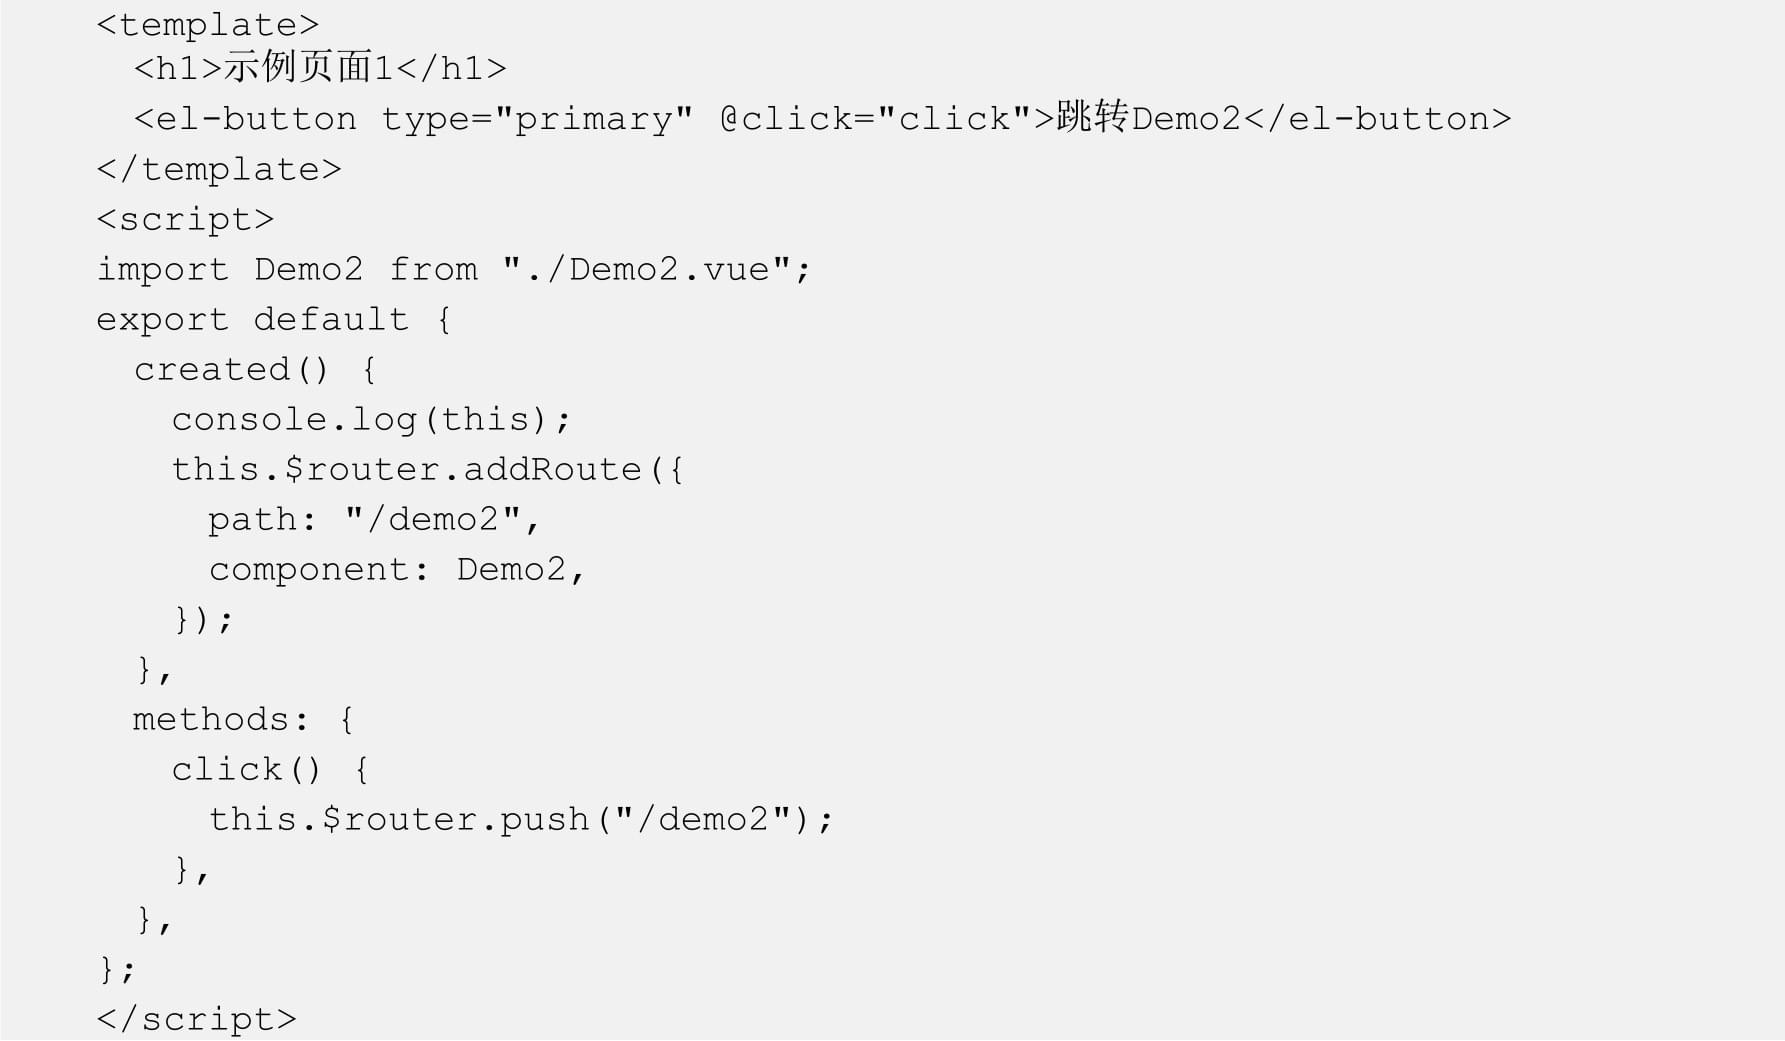 <template>
  <h1>示例页面1</h1>
  <el-button type="primary" @click="click">跳转Demo2</el-button>
</template>
<script>
import Demo2 from "./Demo2.vue";
export default {
  created() {
    console.log(this);
    this.$router.addRoute({
      path: "/demo2",
      component: Demo2,
    });
  },
  methods: {
    click() {
      this.$router.push("/demo2");
    },
  },
};
</script>